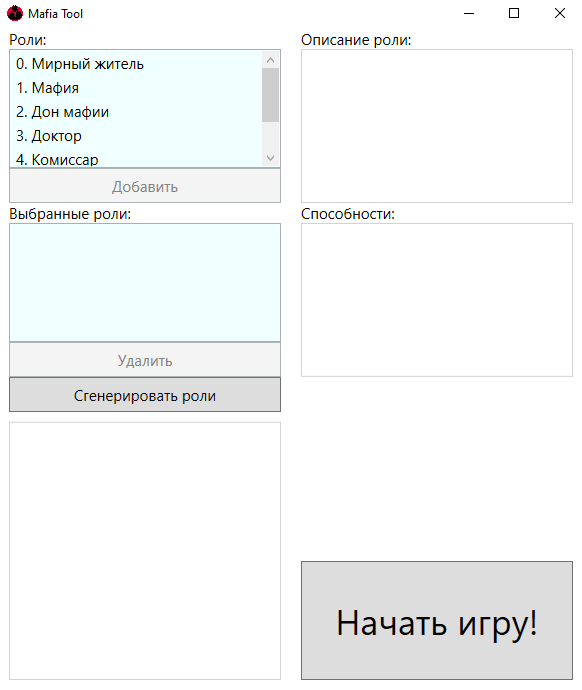 Mafia Tool
Роли:
0. Мирный житель
1. Мафия
2. Дон мафии
3. Доктор
4. Комиссар
Добавить
Выбранные роли:
Удалить
Сгенерировать роли
Описание роли:
Способности:
Начать игру!